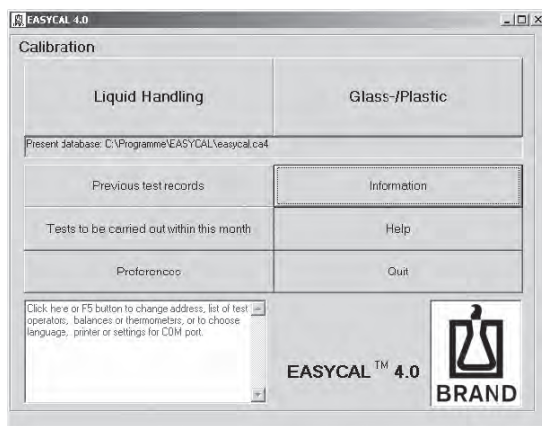 EASYCAL 4.0
Calibration
Liquid Handling
Glass-/Plastic
Present database: C:\Programme\EASYCAL\easycal.ca4
Previous test records
Information
Tests to be carried out within this month
Help
Preferences
Quit
Click here or F5 button to change address, list of test
operators, balances or thermometers, or to choose
language, printer or settings for COM port.
EASYCAL ™ 4.0
BRAND